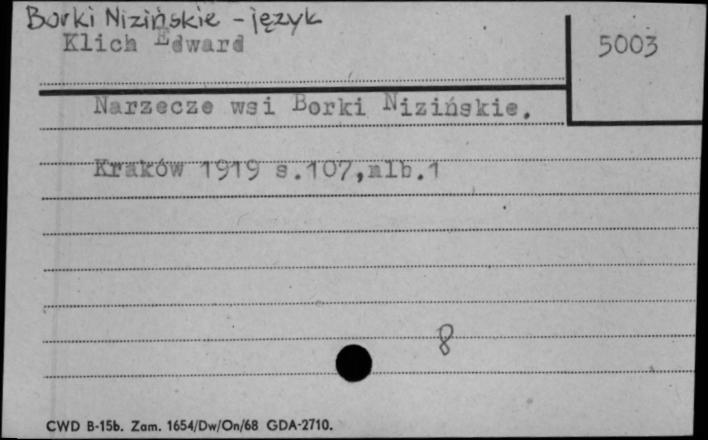 Borki Nizińskie - język
Klich Edward
5003
Narzecze wsi Borki Nizińskie.
Kraków 1919 s.107,nlb.1
8
CWD B-15b. Zam. 1654/Dw/On/68 GDA-2710.